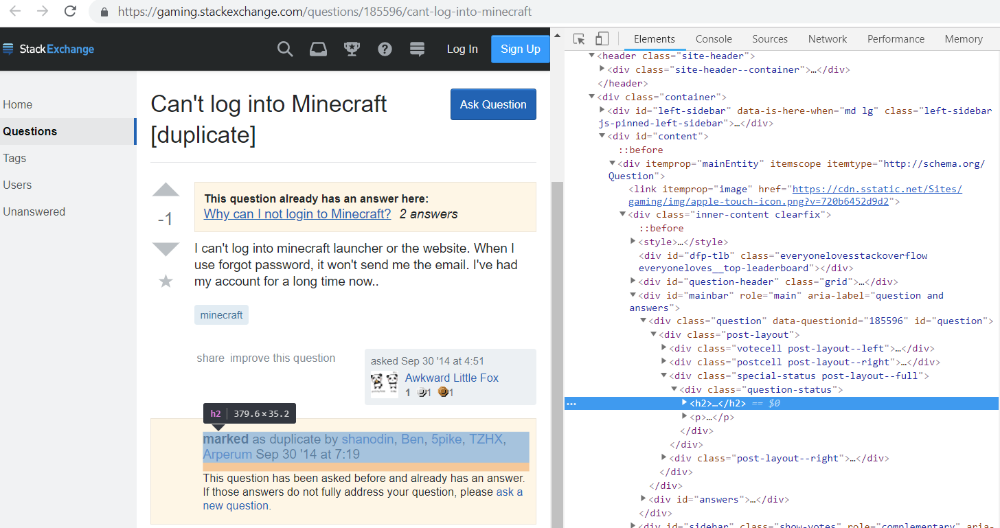 https://gaming.stackexchange.com/questions/185596/cant-log-into-minecraft
StackExchange
Log In
Sign Up
Home
Questions
Tags
Users
Unanswered
Can't log into Minecraft
[duplicate]
Ask Question
-1
This question already has an answer here:
Why can I not login to Minecraft? 2 answers
I can't log into minecraft launcher or the website. When I
use forgot password, it won't send me the email. I've had
my account for a long time now..
minecraft
share improve this question
asked Sep 30 '14 at 4:51
Awkward Little Fox
1 1 1
h2 379.6 × 35.2
marked as duplicate by shanodin, Ben, 5pike, TZHX,
Arperum Sep 30 '14 at 7:19
This question has been asked before and already has an answer.
If those answers do not fully address your question, please ask a
new question.
Elements Console Sources Network Performance Memory
<header class="site-header">
<div class="site-header--container">…</div>
</header>
<div class="container">
<div id="left-sidebar" data-is-here-when="md lg" class="left-sidebar
js-pinned-left-sidebar">…</div>
<div id="content">
::before
<div itemprop="mainEntity" itemscope itemtype="http://schema.org/
Question">
<link itemprop="image" href="https://cdn.sstatic.net/Sites/
gaming/img/apple-touch-icon.png?v=720b6452d9d2">
<div class="inner-content clearfix">
::before
<style>…</style>
<div id="dfp-tlb" class="everyonelovesstackoverflow
everyoneloves__top-leaderboard"></div>
<div id="question-header" class="grid">…</div>
<div id="mainbar" role="main" aria-label="question and
answers">
<div class="question" data-questionid="185596" id="question">
<div class="post-layout">
<div class="votecell post-layout--left">…</div>
<div class="postcell post-layout--right">…</div>
<div class="special-status post-layout--full">
<div class="question-status">
… <h2>…</h2> == $0
<p>…</p>
</div>
</div>
<div class="post-layout--right">…</div>
</div>
</div>
<div id="answers">…</div>
</div>
<div id="sidebar" class="show-votes" role="complementary" aria-